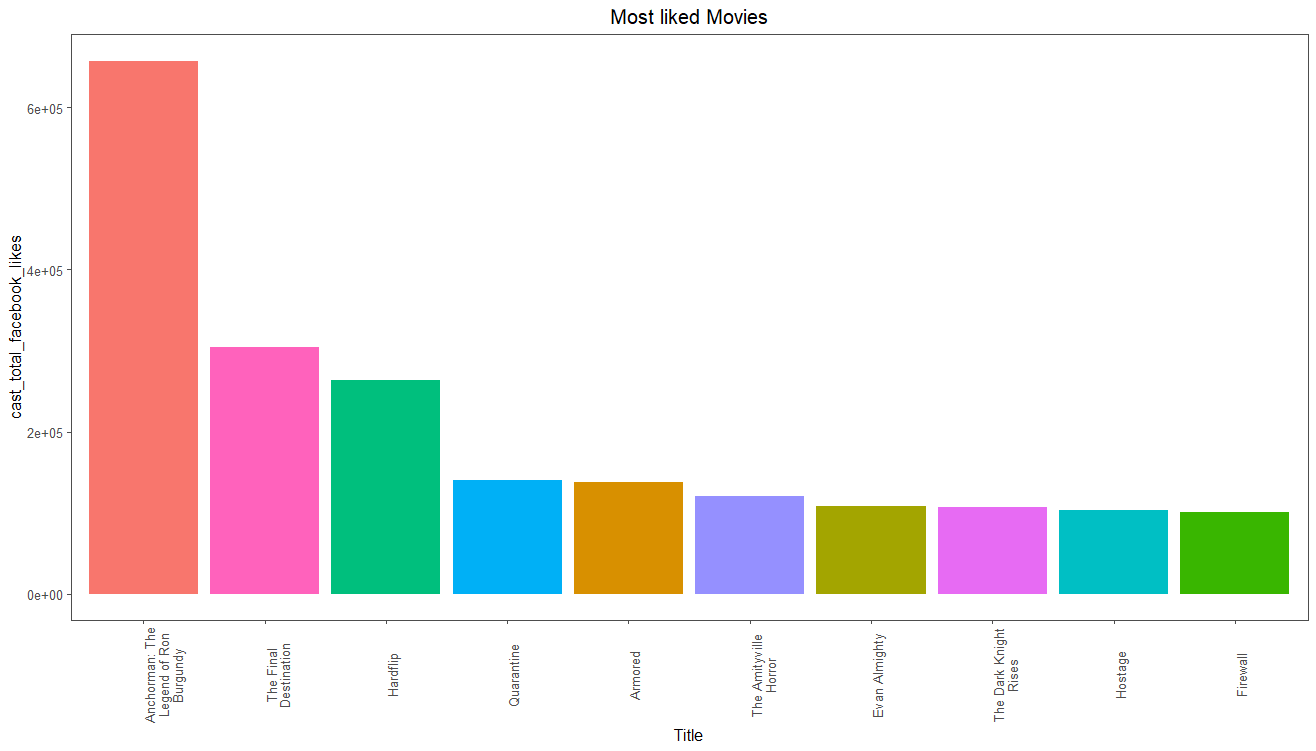 Most liked Movies
cast_total_facebook_likes
6e+05
4e+05
2e+05
0e+00
Anchorman: The
Legend of Ron
Burgundy
The Final
Destination
Hardflip
Quarantine
Armored
The Amityville
Horror
Evan Almighty
The Dark Knight
Rises
Hostage
Firewall
Title